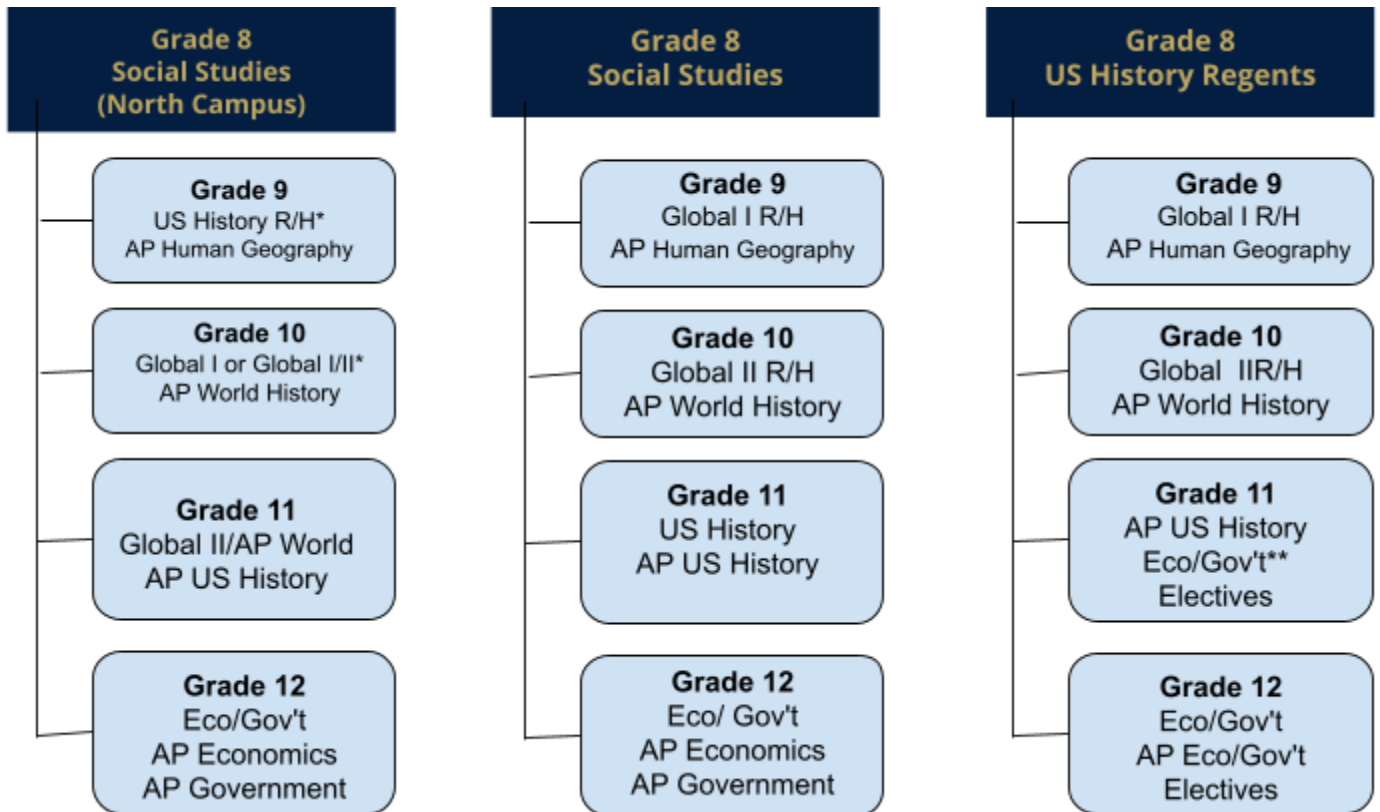 Grade 8
Social Studies
(North Campus)
Grade 9
US History R/H*
AP Human Geography
Grade 10
Global I or Global I/II*
AP World History
Grade 11
Global II/AP World
AP US History
Grade 12
Eco/Gov't
AP Economics
AP Government
Grade 8
Social Studies
Grade 9
Global I R/H
AP Human Geography
Grade 10
Global II R/H
AP World History
Grade 11
US History
AP US History
Grade 12
Eco/ Gov't
AP Economics
AP Government
Grade 8
US History Regents
Grade 9
Global I R/H
AP Human Geography
Grade 10
Global IIR/H
AP World History
Grade 11
AP US History
Eco/Gov't**
Electives
Grade 12
Eco/Gov't
AP Eco/Gov't
Electives